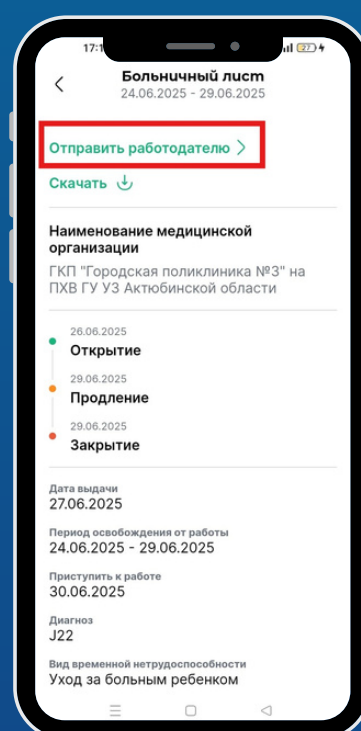 17:1
27
Больничный лист
24.06.2025 - 29.06.2025
Отправить работодателю
Скачать
Наименование медицинской
организации
ГКП "Городская поликлиника №3" на
ПХВ ГУ УЗ Актюбинской области
26.06.2025
Открытие
29.06.2025
Продление
29.06.2025
Закрытие
Дата выдачи
27.06.2025
Период освобождения от работы
24.06.2025 - 29.06.2025
Приступить к работе
30.06.2025
Диагноз
J22
Вид временной нетрудоспособности
Уход за больным ребенком